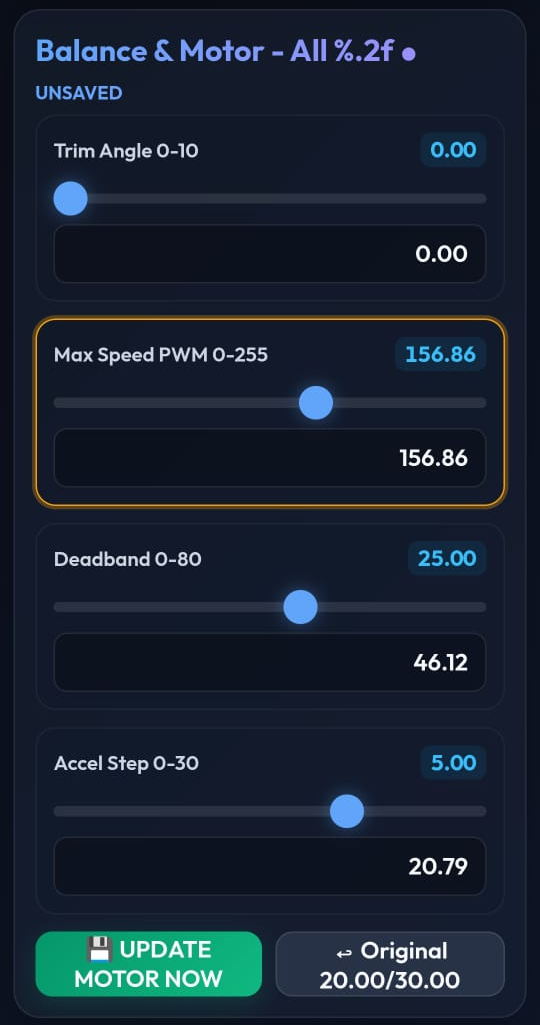 Balance & Motor - All %.2f ●
UNSAVED
Trim Angle 0-10
0.00
0.00
Max Speed PWM 0-255
156.86
156.86
Deadband 0-80
25.00
46.12
Accel Step 0-30
5.00
20.79
💾 UPDATE
MOTOR NOW
↩ Original
20.00/30.00